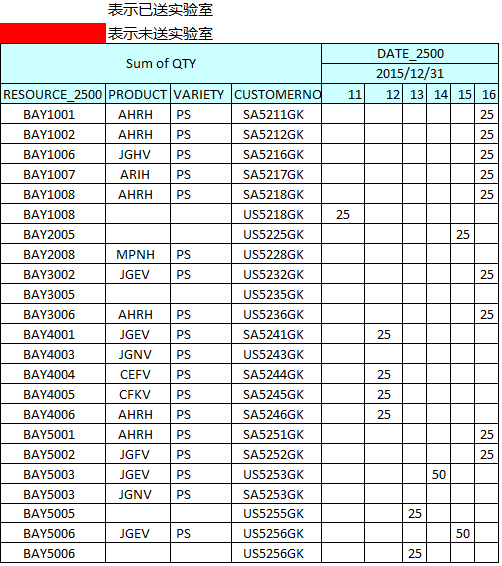 表示已送实验室
表示未送实验室
Sum of QTY DATE_2500
2015/12/31
RESOURCE_2500 PRODUCT VARIETY CUSTOMERNO 11 12 13 14 15 16
BAY1001 AHRH PS SA5211GK 25
BAY1002 AHRH PS SA5212GK 25
BAY1006 JGHV PS SA5216GK 25
BAY1007 ARIH PS SA5217GK 25
BAY1008 AHRH PS SA5218GK 25
BAY1008 US5218GK 25
BAY2005 US5225GK 25
BAY2008 MPNH PS US5228GK
BAY3002 JGEV PS US5232GK 25
BAY3005 US5235GK
BAY3006 AHRH PS US5236GK 25
BAY4001 JGEV PS SA5241GK 25
BAY4003 JGNV PS US5243GK
BAY4004 CEFV PS SA5244GK 25
BAY4005 CFKV PS SA5245GK 25
BAY4006 AHRH PS SA5246GK 25
BAY5001 AHRH PS SA5251GK 25
BAY5002 JGFV PS SA5252GK 25
BAY5003 JGEV PS US5253GK 50
BAY5003 JGNV PS SA5253GK
BAY5005 US5255GK 25
BAY5006 JGEV PS US5256GK 50
BAY5006 US5256GK 25